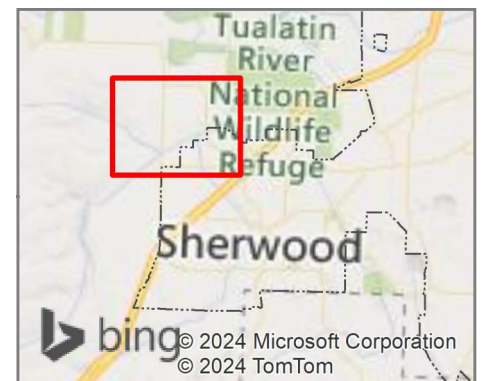 Tualatin
River
National
Wildlife
Refuge
Sherwood
bing
© 2024 Microsoft Corporation
© 2024 TomTom